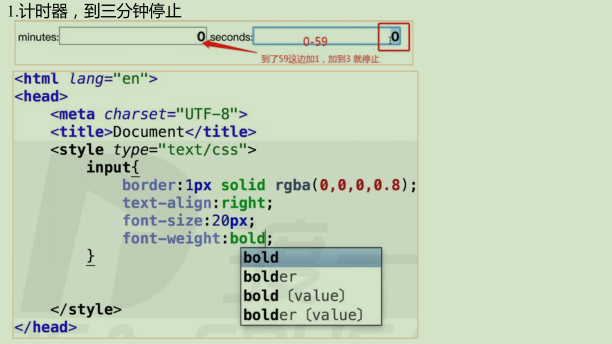 1.计时器，到三分钟停止
minutes: 0 seconds: 0
0-59
到了59这边加1，加到3 就停止
<html lang="en">
<head>
<meta charset="UTF-8">
<title>Document</title>
<style type="text/css">
input{
border:1px solid rgba(0,0,0,0.8);
text-align:right;
font-size:20px;
font-weight:bold;
}
bold
bolder
bold〔value〕
bolder〔value〕
</style>
</head>